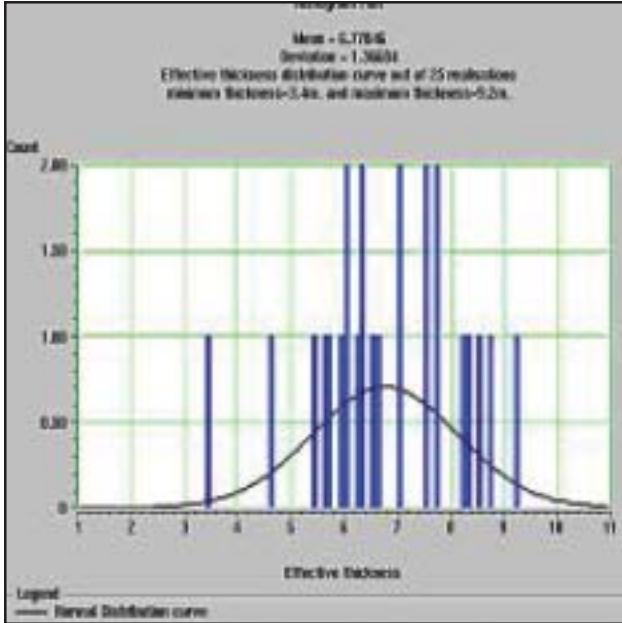 Mean =
Deviation =
Effective thickness distribution curve out of 25 realisations
minimum thickness=3.4m. and maximum thickness=9.2m.
Count
2.00
1.50
1.00
0.50
0
1 2 3 4 5 6 7 8 9 10 11
Effective thickness
Legend
Normal Distribution curve